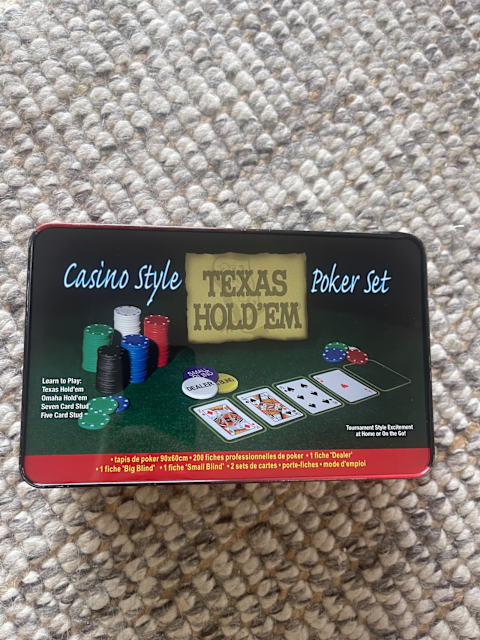 Casino Style
TEXAS
HOLD'EM
Poker Set
Learn to Play:
Texas Hold'em
Omaha Hold'em
Seven Card Stud
Five Card Stud
SMALL
DEALER
Tournament Style Excitement
at Home or On the Go!
• tapis de poker 90x60cm • 200 fiches professionnelles de poker • 1 fiche 'Dealer'
• 1 fiche 'Big Blind' • 1 fiche 'Small Blind' • 2 sets de cartes • porte-fiches • mode d'emploi